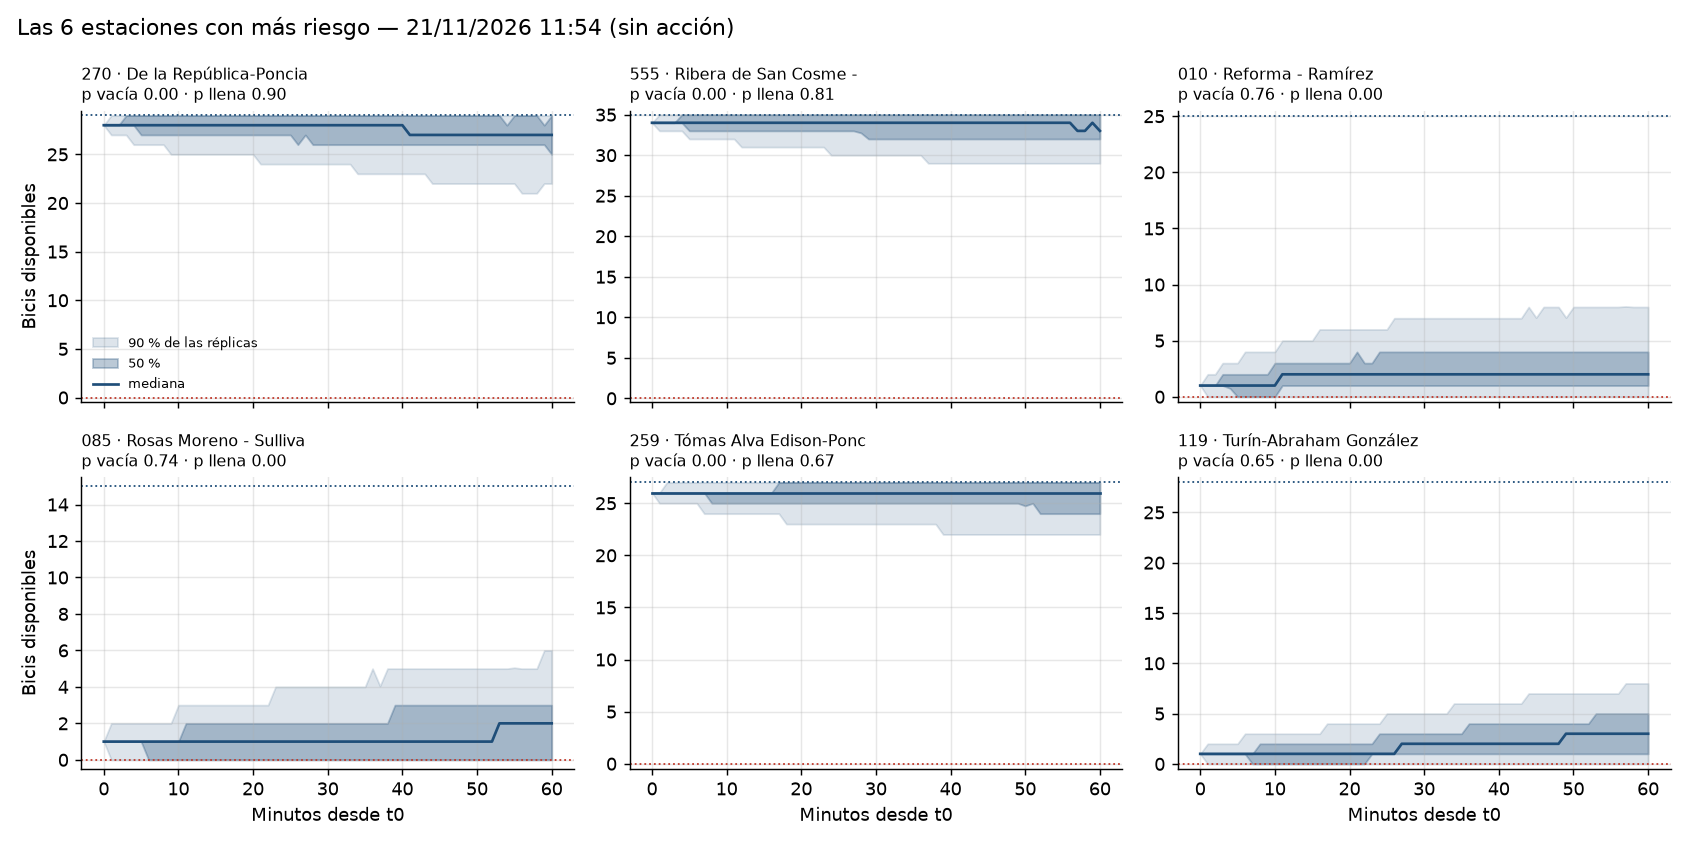 Las 6 estaciones con más riesgo — 21/11/2026 11:54 (sin acción)
270 · De la República-Poncia
p vacía 0.00 · p llena 0.90
Bicis disponibles
25
20
15
10
5
0
90 % de las réplicas
50 %
mediana
0 10 20 30 40 50 60
555 · Ribera de San Cosme -
p vacía 0.00 · p llena 0.81
35
30
25
20
15
10
5
0
010 · Reforma - Ramírez
p vacía 0.76 · p llena 0.00
25
20
15
10
5
0
085 · Rosas Moreno - Sulliva
p vacía 0.74 · p llena 0.00
Bicis disponibles
14
12
10
8
6
4
2
0
0 10 20 30 40 50 60
Minutos desde t0
259 · Tómas Alva Edison-Ponc
p vacía 0.00 · p llena 0.67
25
20
15
10
5
0
0 10 20 30 40 50 60
Minutos desde t0
119 · Turín-Abraham González
p vacía 0.65 · p llena 0.00
25
20
15
10
5
0
0 10 20 30 40 50 60
Minutos desde t0